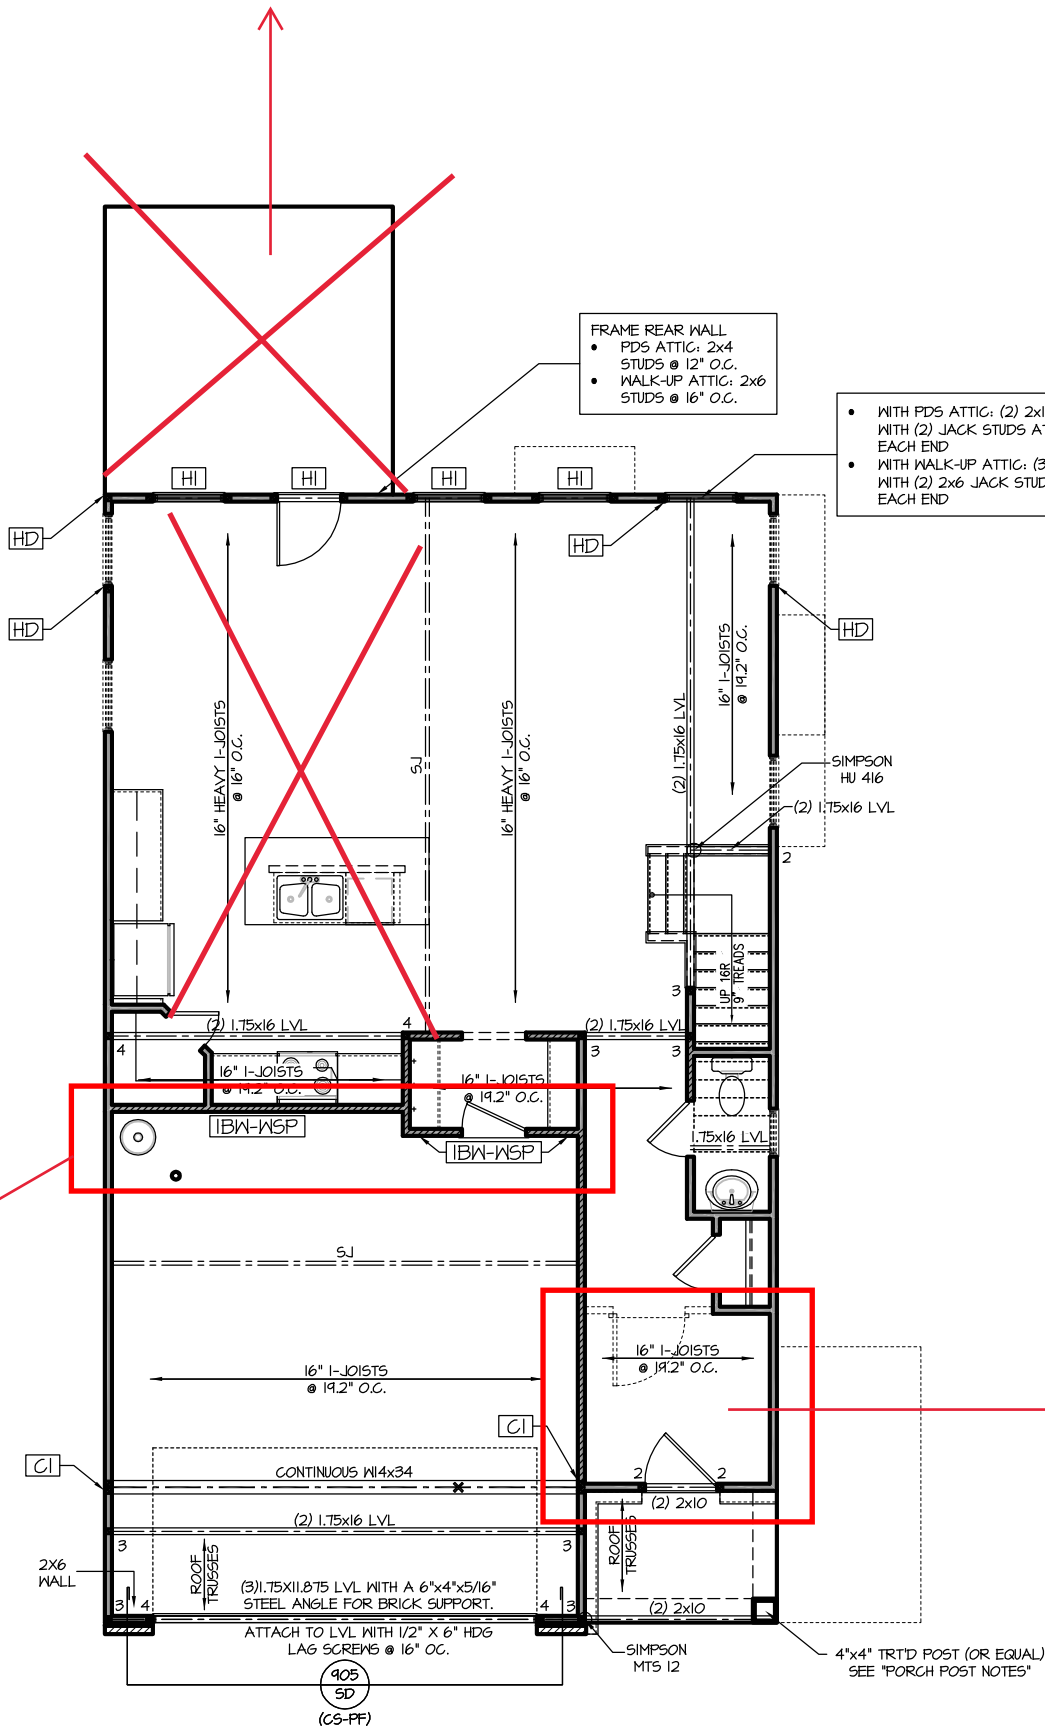 FRAME REAR WALL
• PDS ATTIC: 2x4
STUDS @ 12" O.C.
• WALK-UP ATTIC: 2x6
STUDS @ 16" O.C.
• WITH PDS ATTIC: (2) 2x1
WITH (2) JACK STUDS AT
EACH END
• WITH WALK-UP ATTIC: (3
WITH (2) 2x6 JACK STUD
EACH END
H1
H1
H1
H1
HD
HD
HD
HD
16" HEAVY I-JOISTS
@ 16" O.C.
SJ
16" HEAVY I-JOISTS
@ 16" O.C.
(2) 1.75x16 LVL
16" I-JOISTS
@ 19.2" O.C.
SIMPSON
HU 416
(2) 1.75x16 LVL
2
UP 16R
9" TREADS
3
(2) 1.75x16 LVL
4
(2) 1.75x16 LVL
4
3
3
16" I-JOISTS
@ 19.2" O.C.
16" I-JOISTS
@ 19.2" O.C.
IBW-WSP
IBW-WSP
1.75x16 LVL
SJ
16" I-JOISTS
@ 19.2" O.C.
16" I-JOISTS
@ 19.2" O.C.
C1
C1
CONTINUOUS W14x34
2
2
(2) 2x10
(2) 1.75x16 LVL
3
3
ROOF
TRUSSES
ROOF
TRUSSES
2X6
WALL
(3)1.75X11.875 LVL WITH A 6"x4"x5/16"
STEEL ANGLE FOR BRICK SUPPORT.
3 4
4 3
(2) 2x10
ATTACH TO LVL WITH 1/2" X 6" HDG
LAG SCREWS @ 16" OC.
SIMPSON
MTS 12
4"x4" TRT'D POST (OR EQUAL)
SEE "PORCH POST NOTES"
905
SD
(CS-PF)